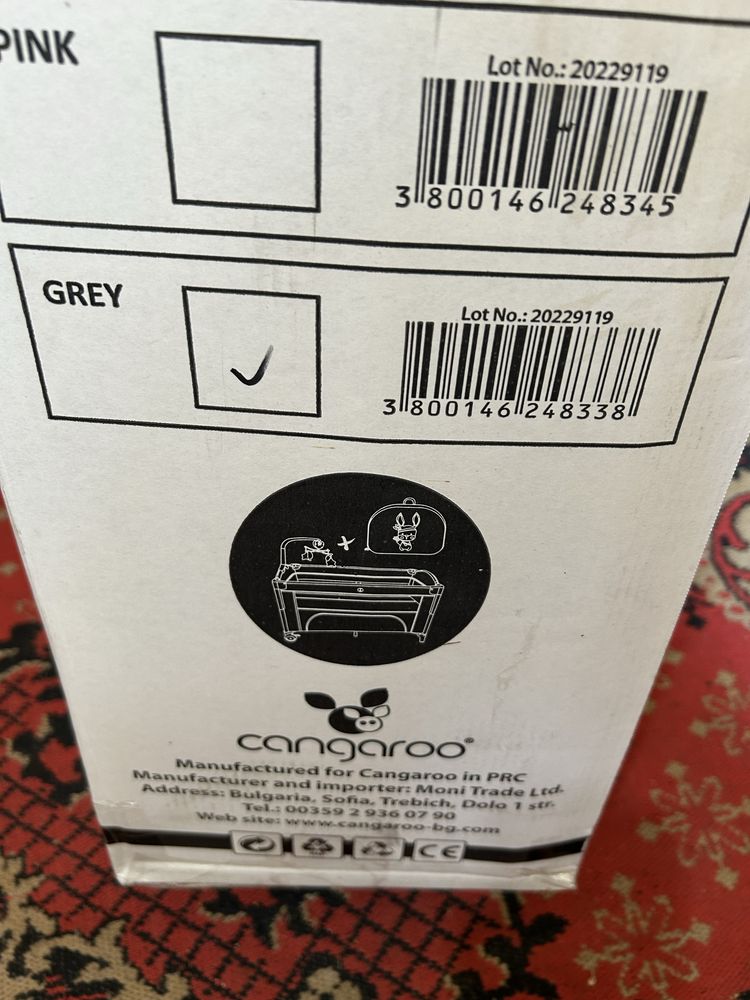 PINK
Lot No.: 20229119
3 800146 248345
GREY
Lot No.: 20229119
3 800146 248338
cangaroo®
Manufactured for Cangaroo in PRC
Manufacturer and importer: Moni Trade Ltd.
Address: Bulgaria, Sofia, Trebich, Dolo 1 str.
Tel.: 00359 2 936 07 90
Web site: www.cangaroo-bg.com
CE